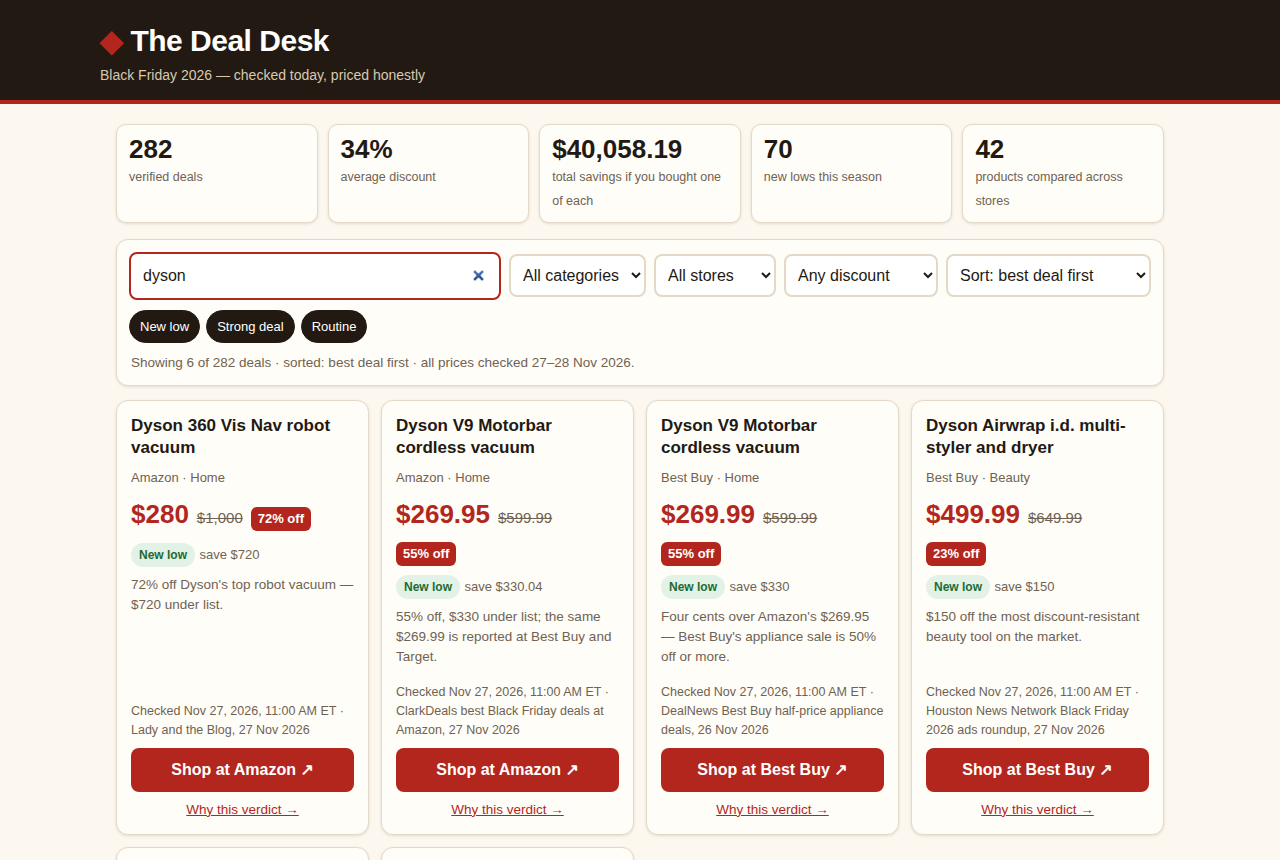 The Deal Desk
Black Friday 2026 — checked today, priced honestly
282
verified deals
34%
average discount
$40,058.19
total savings if you bought one
of each
70
new lows this season
42
products compared across
stores
dyson
All categories
All stores
Any discount
Sort: best deal first
New low
Strong deal
Routine
Showing 6 of 282 deals · sorted: best deal first · all prices checked 27–28 Nov 2026.
Dyson 360 Vis Nav robot
vacuum
Amazon · Home
$280 $1,000 72% off
New low save $720
72% off Dyson's top robot vacuum —
$720 under list.
Checked Nov 27, 2026, 11:00 AM ET ·
Lady and the Blog, 27 Nov 2026
Shop at Amazon ↗
Why this verdict →
Dyson V9 Motorbar
cordless vacuum
Amazon · Home
$269.95 $599.99
55% off
New low save $330.04
55% off, $330 under list; the same
$269.99 is reported at Best Buy and
Target.
Checked Nov 27, 2026, 11:00 AM ET ·
ClarkDeals best Black Friday deals at
Amazon, 27 Nov 2026
Shop at Amazon ↗
Why this verdict →
Dyson V9 Motorbar
cordless vacuum
Best Buy · Home
$269.99 $599.99
55% off
New low save $330
Four cents over Amazon's $269.95
— Best Buy's appliance sale is 50%
off or more.
Checked Nov 27, 2026, 11:00 AM ET ·
DealNews Best Buy half-price appliance
deals, 26 Nov 2026
Shop at Best Buy ↗
Why this verdict →
Dyson Airwrap i.d. multi-
styler and dryer
Best Buy · Beauty
$499.99 $649.99
23% off
New low save $150
$150 off the most discount-resistant
beauty tool on the market.
Checked Nov 27, 2026, 11:00 AM ET ·
Houston News Network Black Friday
2026 ads roundup, 27 Nov 2026
Shop at Best Buy ↗
Why this verdict →